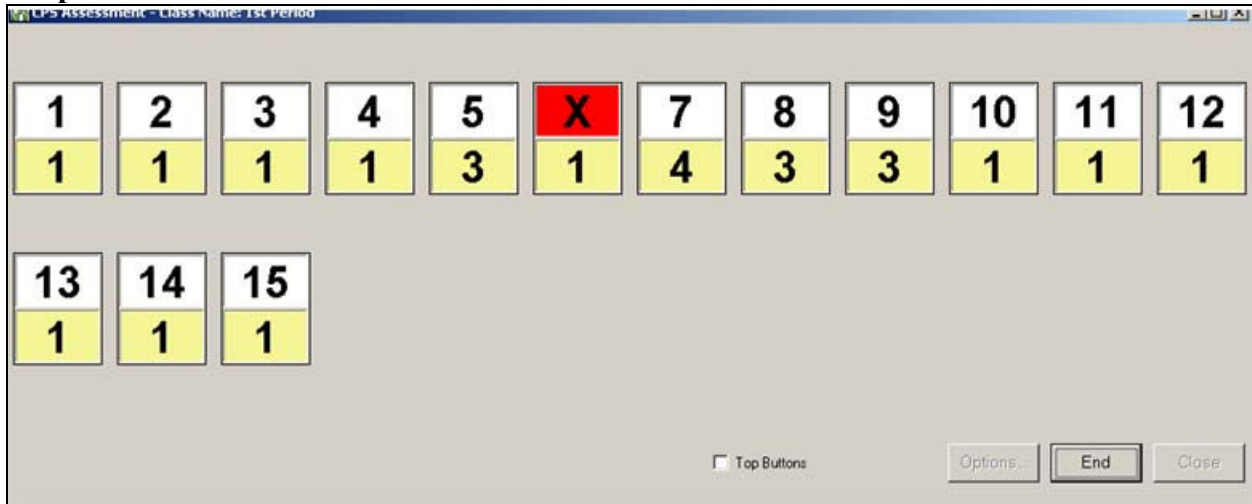 CPS Assessment - Class Name: 1st Period
1 2 3 4 5 X 7 8 9 10 11 12
1 1 1 1 3 1 4 3 3 1 1 1
13 14 15
1 1 1
Top Buttons Options... End Close